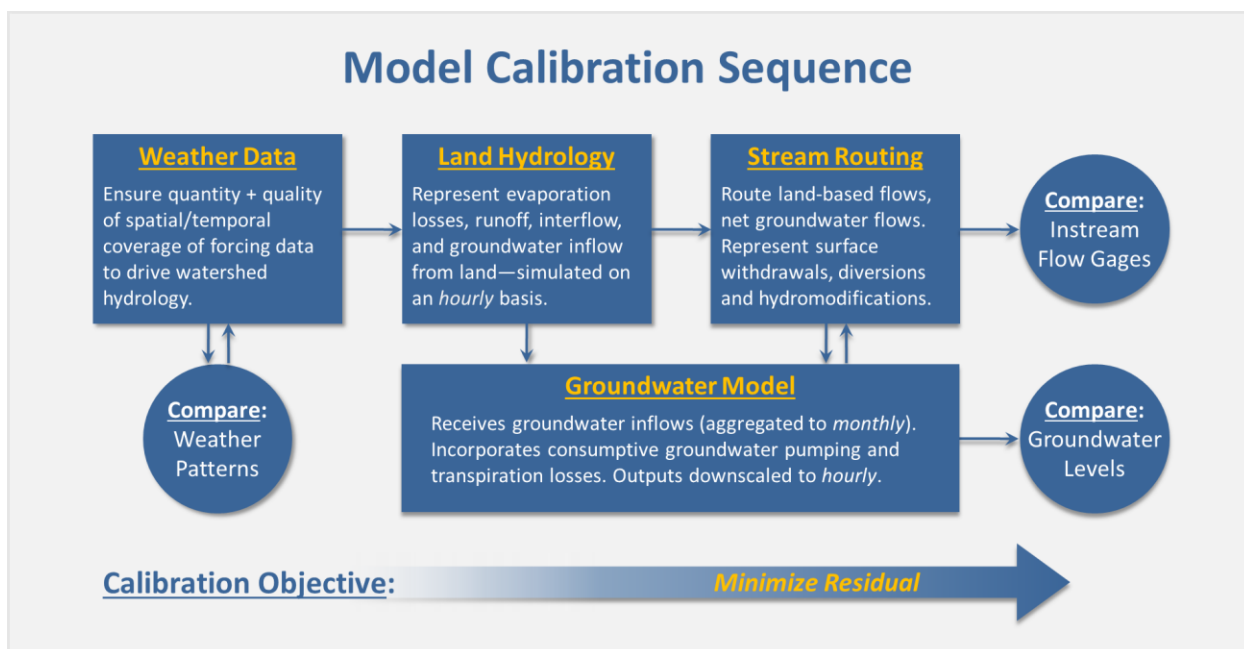 Model Calibration Sequence
Weather Data
Ensure quantity + quality
of spatial/temporal
coverage of forcing data
to drive watershed
hydrology.
Land Hydrology
Represent evaporation
losses, runoff, interflow,
and groundwater inflow
from land—simulated on
an hourly basis.
Stream Routing
Route land-based flows,
net groundwater flows.
Represent surface
withdrawals, diversions
and hydromodifications.
Compare:
Instream
Flow Gages
Compare:
Weather
Patterns
Groundwater Model
Receives groundwater inflows (aggregated to monthly).
Incorporates consumptive groundwater pumping and
transpiration losses. Outputs downscaled to hourly.
Compare:
Groundwater
Levels
Calibration Objective:
Minimize Residual